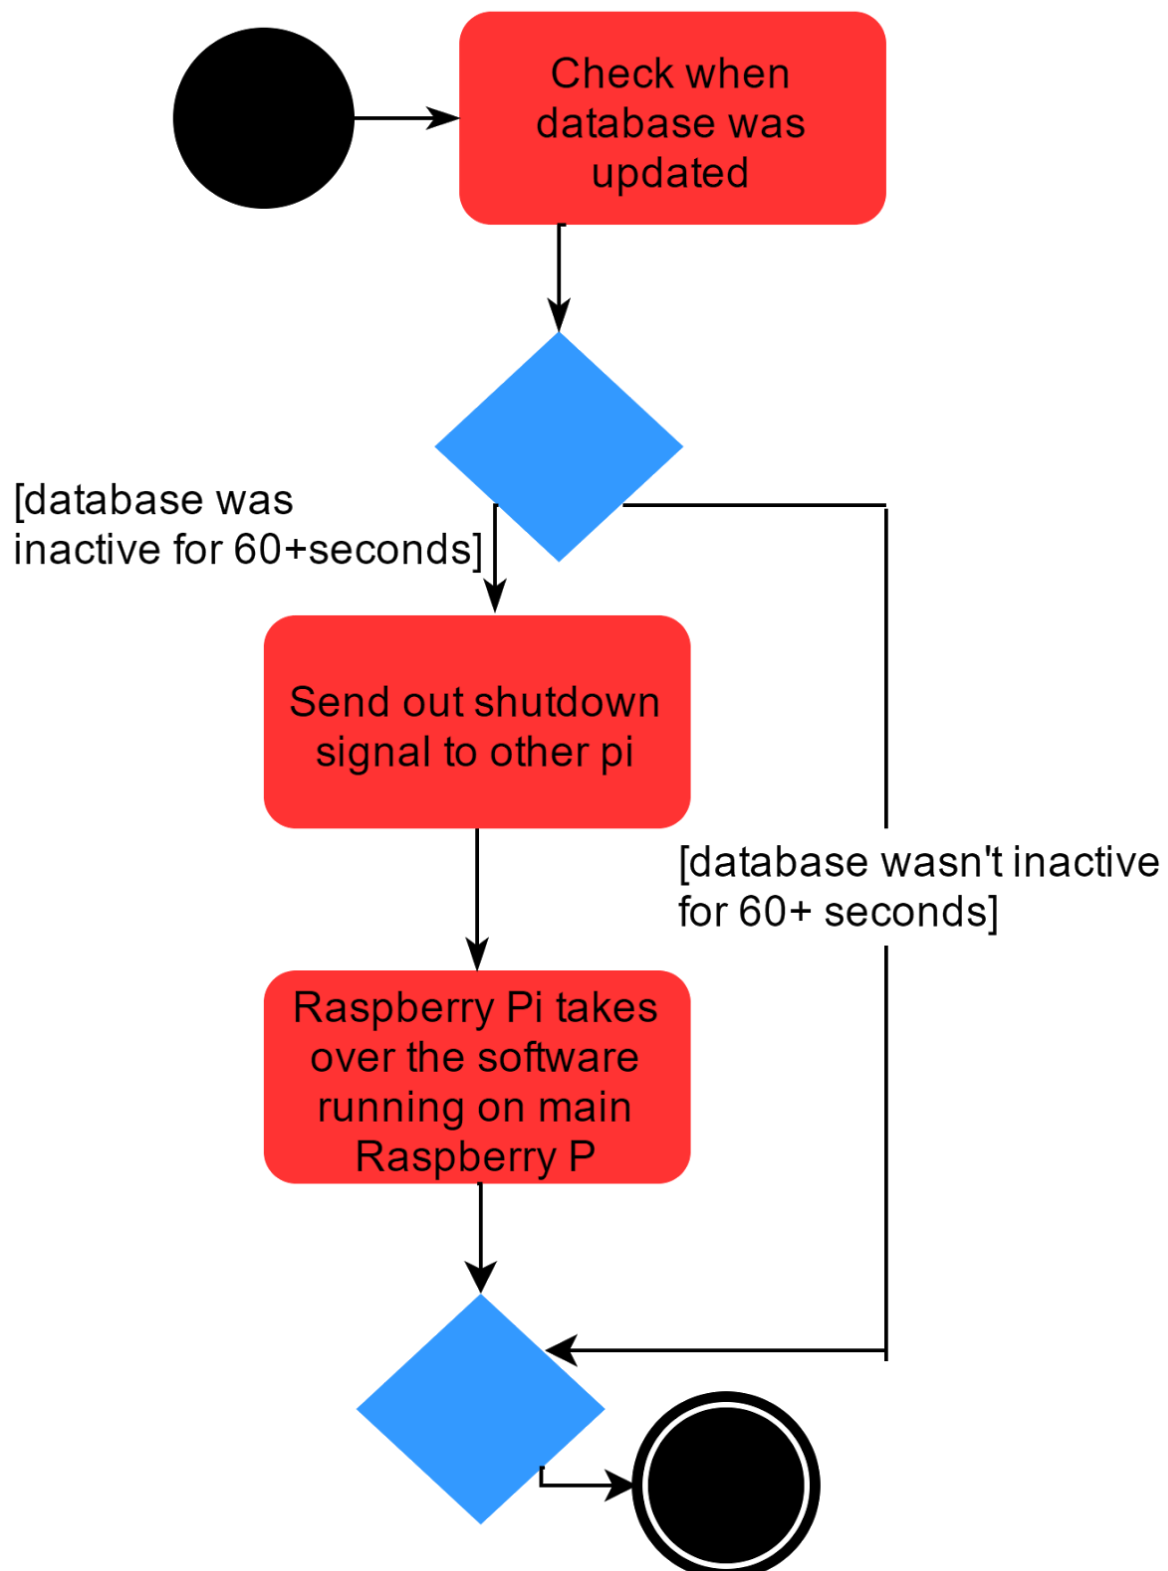 Check when
database was
updated
[database was
inactive for 60+seconds]
Send out shutdown
signal to other pi
[database wasn't inactive
for 60+ seconds]
Raspberry Pi takes
over the software
running on main
Raspberry P